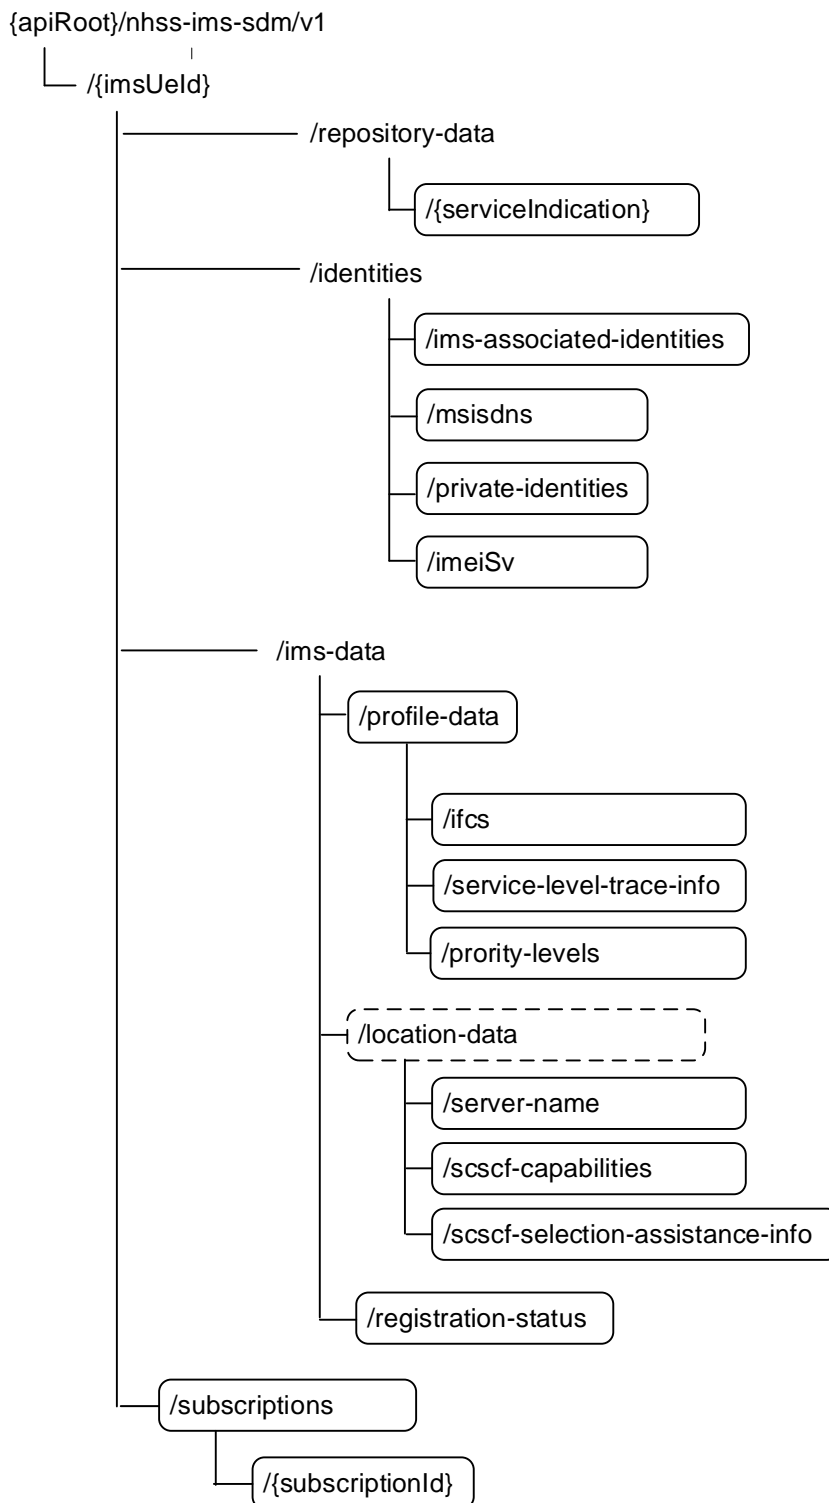 {apiRoot}/nhss-ims-sdm/v1
/{imsUeId}
/repository-data
/{serviceIndication}
/identities
/ims-associated-identities
/msisdns
/private-identities
/imeiSv
/ims-data
/profile-data
/ifcs
/service-level-trace-info
/prority-levels
/location-data
/server-name
/scscf-capabilities
/scscf-selection-assistance-info
/registration-status
/subscriptions
/{subscriptionId}